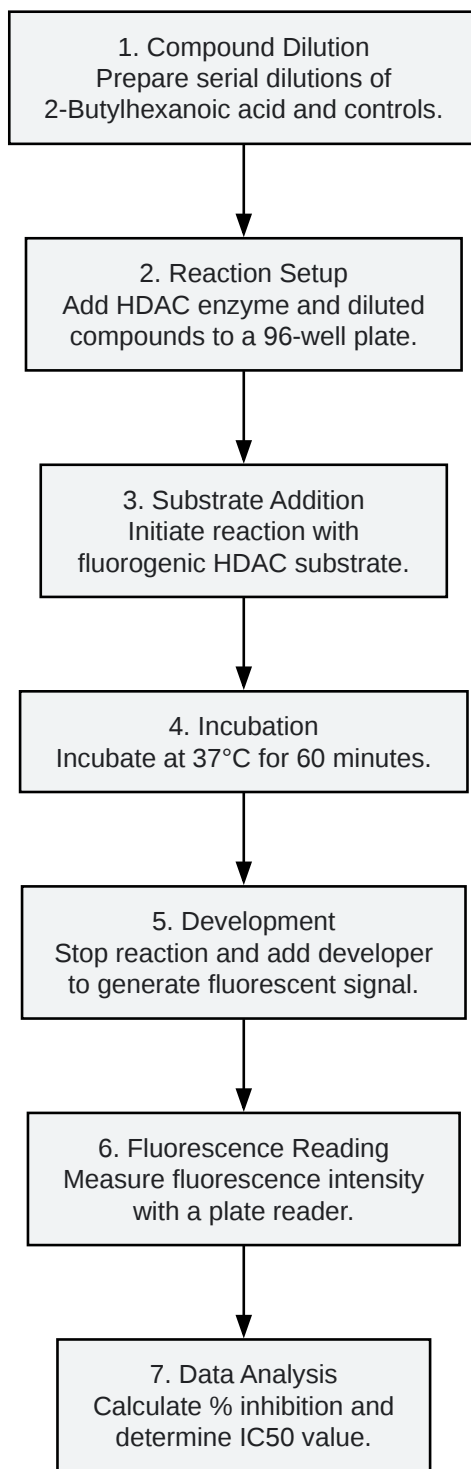 1. Compound Dilution
Prepare serial dilutions of
2-Butylhexanoic acid and controls.
2. Reaction Setup
Add HDAC enzyme and diluted
compounds to a 96-well plate.
3. Substrate Addition
Initiate reaction with
fluorogenic HDAC substrate.
4. Incubation
Incubate at 37°C for 60 minutes.
5. Development
Stop reaction and add developer
to generate fluorescent signal.
6. Fluorescence Reading
Measure fluorescence intensity
with a plate reader.
7. Data Analysis
Calculate % inhibition and
determine IC50 value.